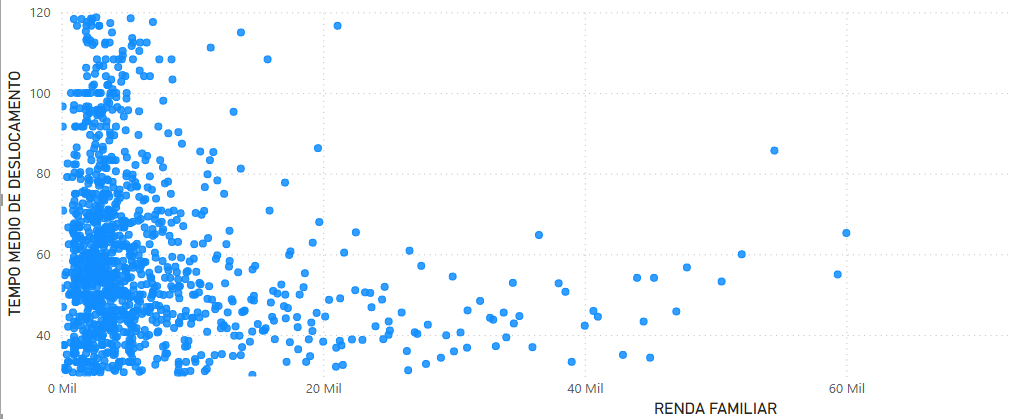 120
100
80
60
40
TEMPO MEDIO DE DESLOCAMENTO
0 Mil 20 Mil 40 Mil 60 Mil
RENDA FAMILIAR